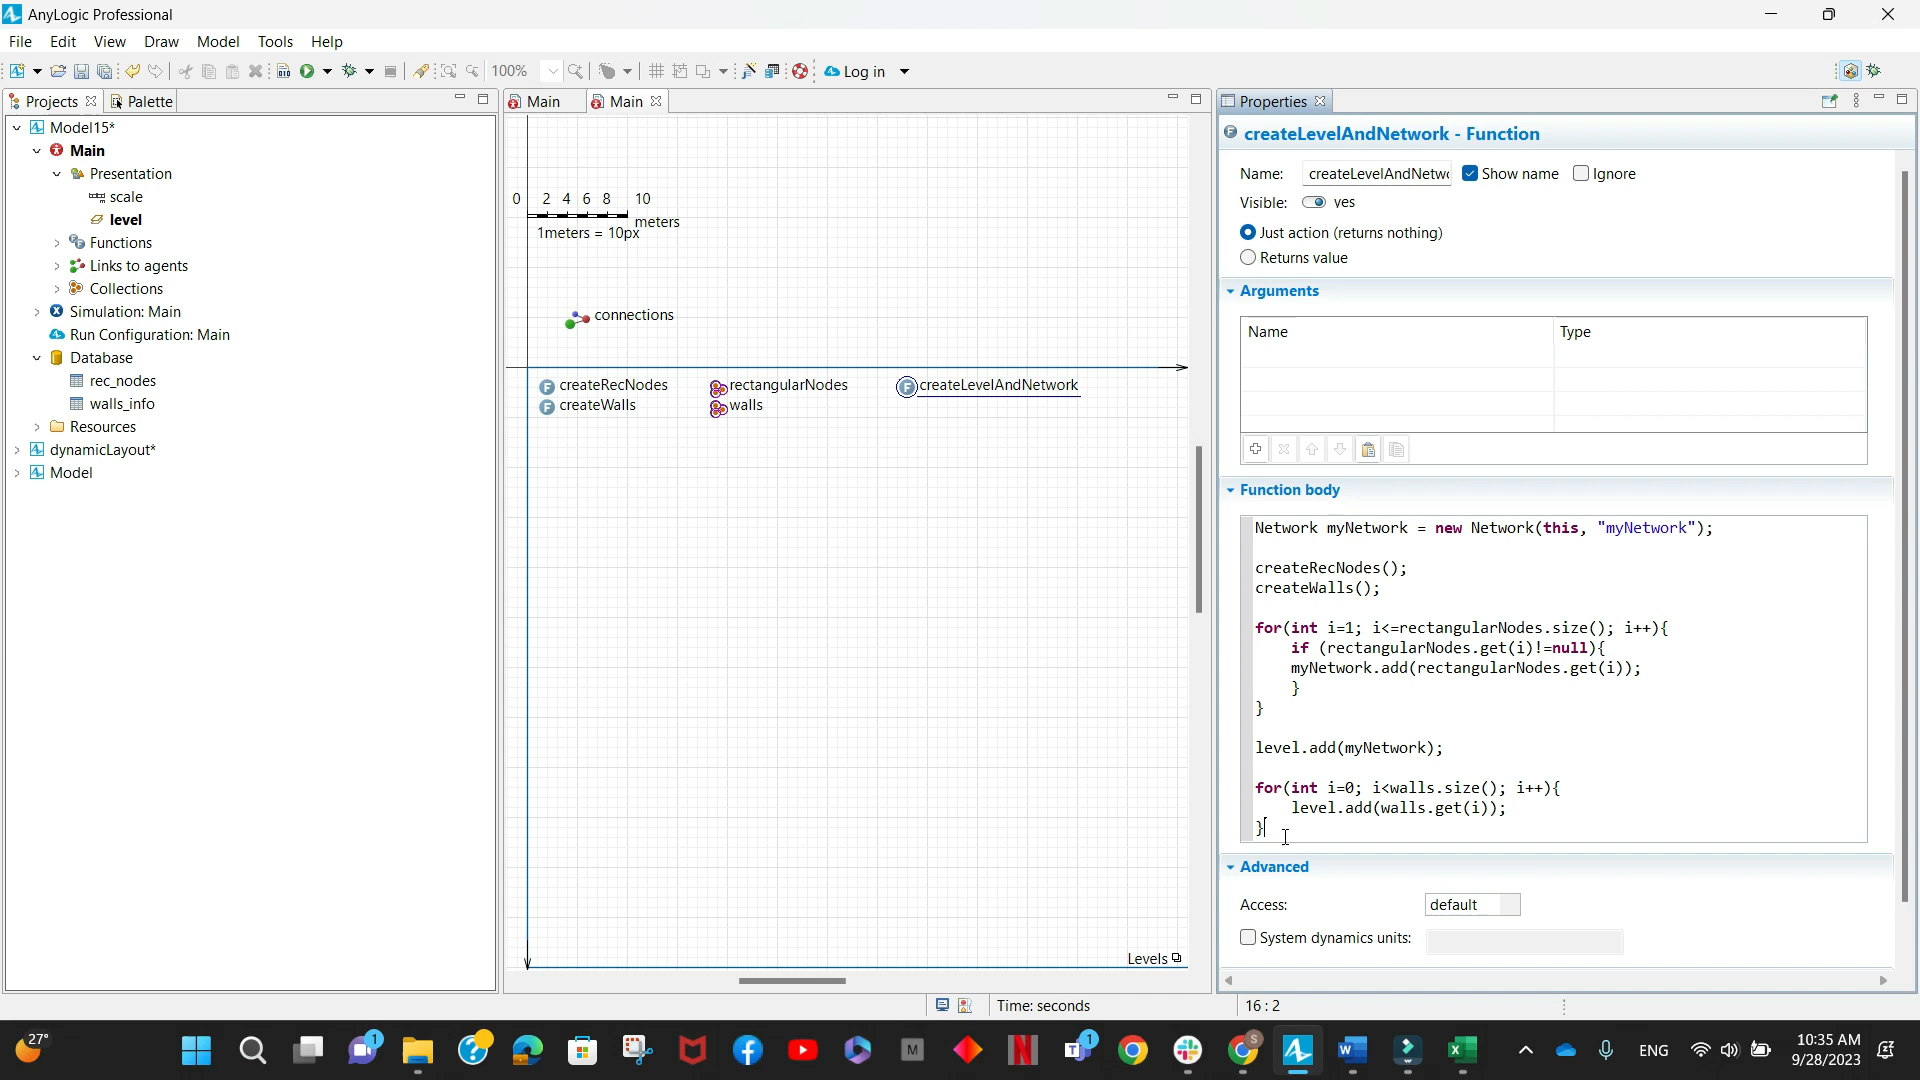 AnyLogic Professional
File Edit View Draw Model Tools Help
100% Log in
Projects Palette
Model15*
Main
Presentation
scale
level
Functions
Links to agents
Collections
Simulation: Main
Run Configuration: Main
Database
rec_nodes
walls_info
Resources
dynamicLayout*
Model
Main Main
0 2 4 6 8 10
meters
1meters = 10px
connections
createRecNodes rectangularNodes createLevelAndNetwork
createWalls walls
Levels
Properties
createLevelAndNetwork - Function
Name: createLevelAndNetwo Show name Ignore
Visible: yes
Just action (returns nothing)
Returns value
Arguments
Name Type
Function body
Network myNetwork = new Network(this, "myNetwork");
createRecNodes();
createWalls();
for(int i=1; i<=rectangularNodes.size(); i++){
if (rectangularNodes.get(i)!=null){
myNetwork.add(rectangularNodes.get(i));
}
}
level.add(myNetwork);
for(int i=0; i<walls.size(); i++){
level.add(walls.get(i));
}
Advanced
Access: default
System dynamics units:
Time: seconds 16 : 2
27°
1
M
N
1
S
ENG
10:35 AM
9/28/2023